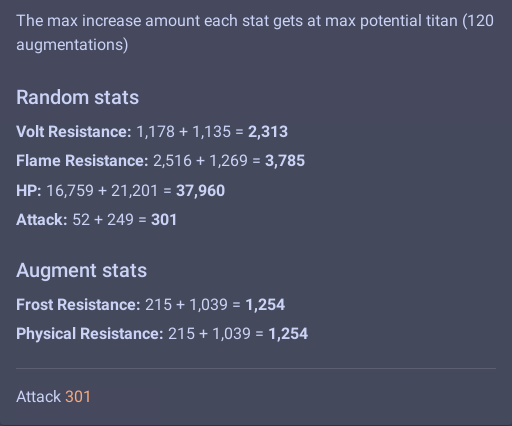 The max increase amount each stat gets at max potential titan (120
augmentations)
Random stats
Volt Resistance: 1,178 + 1,135 = 2,313
Flame Resistance: 2,516 + 1,269 = 3,785
HP: 16,759 + 21,201 = 37,960
Attack: 52 + 249 = 301
Augment stats
Frost Resistance: 215 + 1,039 = 1,254
Physical Resistance: 215 + 1,039 = 1,254
Attack 301